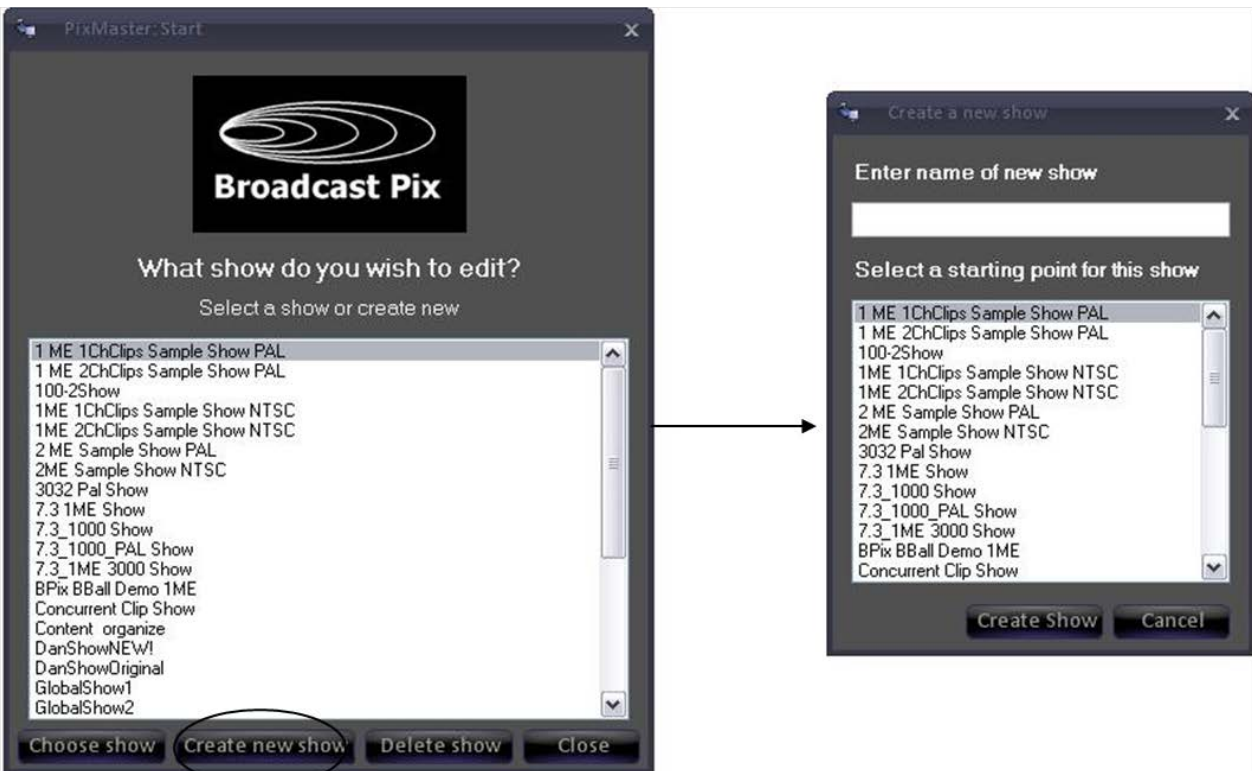 PixMaster: Start
x
Broadcast Pix
What show do you wish to edit?
Select a show or create new
1 ME 1ChClips Sample Show PAL
1 ME 2ChClips Sample Show PAL
100-2Show
1ME 1ChClips Sample Show NTSC
1ME 2ChClips Sample Show NTSC
2 ME Sample Show PAL
2ME Sample Show NTSC
3032 Pal Show
7.3 1ME Show
7.3_1000 Show
7.3_1000_PAL Show
7.3_1ME 3000 Show
BPix BBall Demo 1ME
Concurrent Clip Show
Content organize
DanShowNEW!
DanShowOriginal
GlobalShow1
GlobalShow2
Choose show
Create new show
Delete show
Close
Create a new show
x
Enter name of new show
Select a starting point for this show
1 ME 1ChClips Sample Show PAL
1 ME 2ChClips Sample Show PAL
100-2Show
1ME 1ChClips Sample Show NTSC
1ME 2ChClips Sample Show NTSC
2 ME Sample Show PAL
2ME Sample Show NTSC
3032 Pal Show
7.3 1ME Show
7.3_1000 Show
7.3_1000_PAL Show
7.3_1ME 3000 Show
BPix BBall Demo 1ME
Concurrent Clip Show
Create Show
Cancel